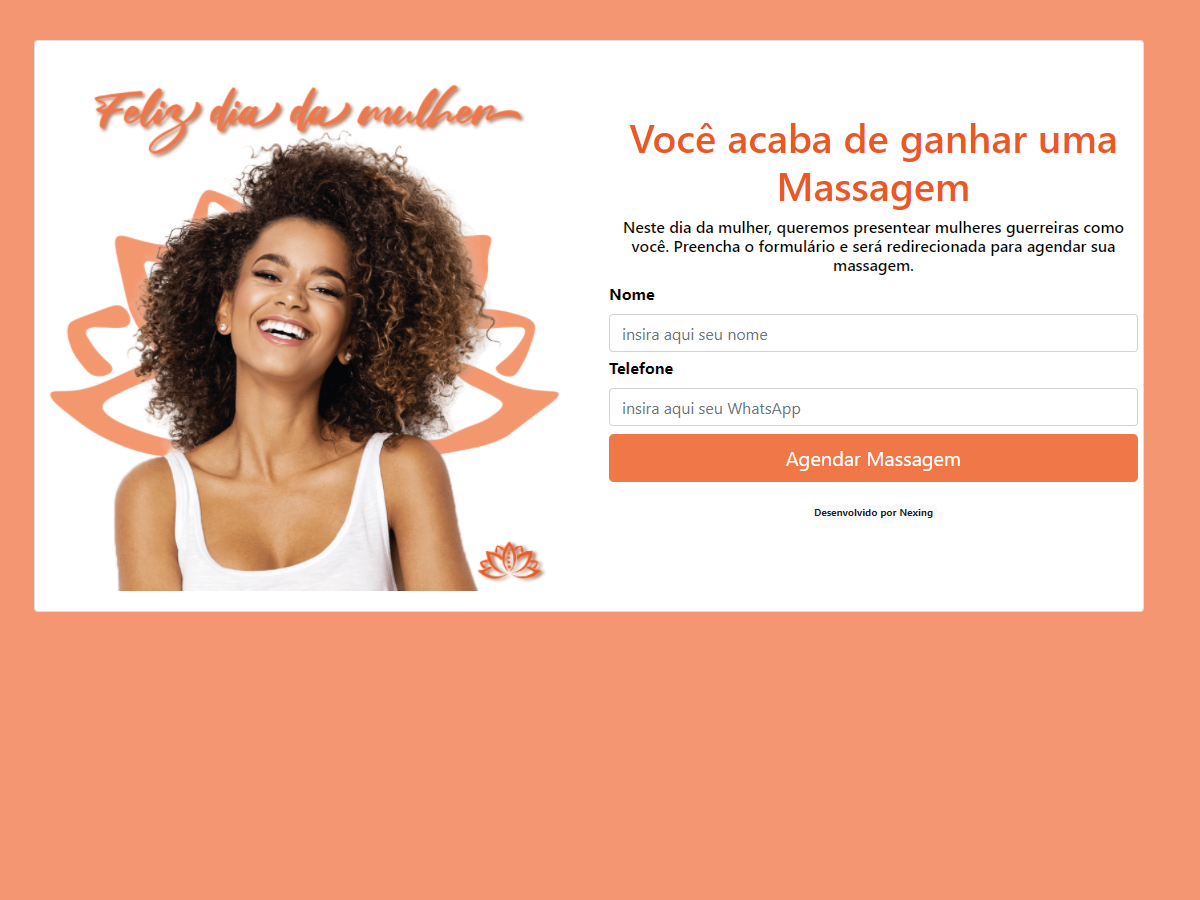 Feliz dia da mulher
Você acaba de ganhar uma
Massagem
Neste dia da mulher, queremos presentear mulheres guerreiras como
você. Preencha o formulário e será redirecionada para agendar sua
massagem.
Nome
insira aqui seu nome
Telefone
insira aqui seu WhatsApp
Agendar Massagem
Desenvolvido por Nexing